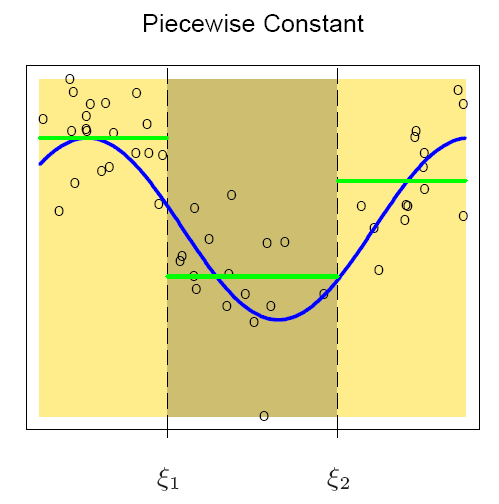 Piecewise Constant
ξ₁ ξ₂